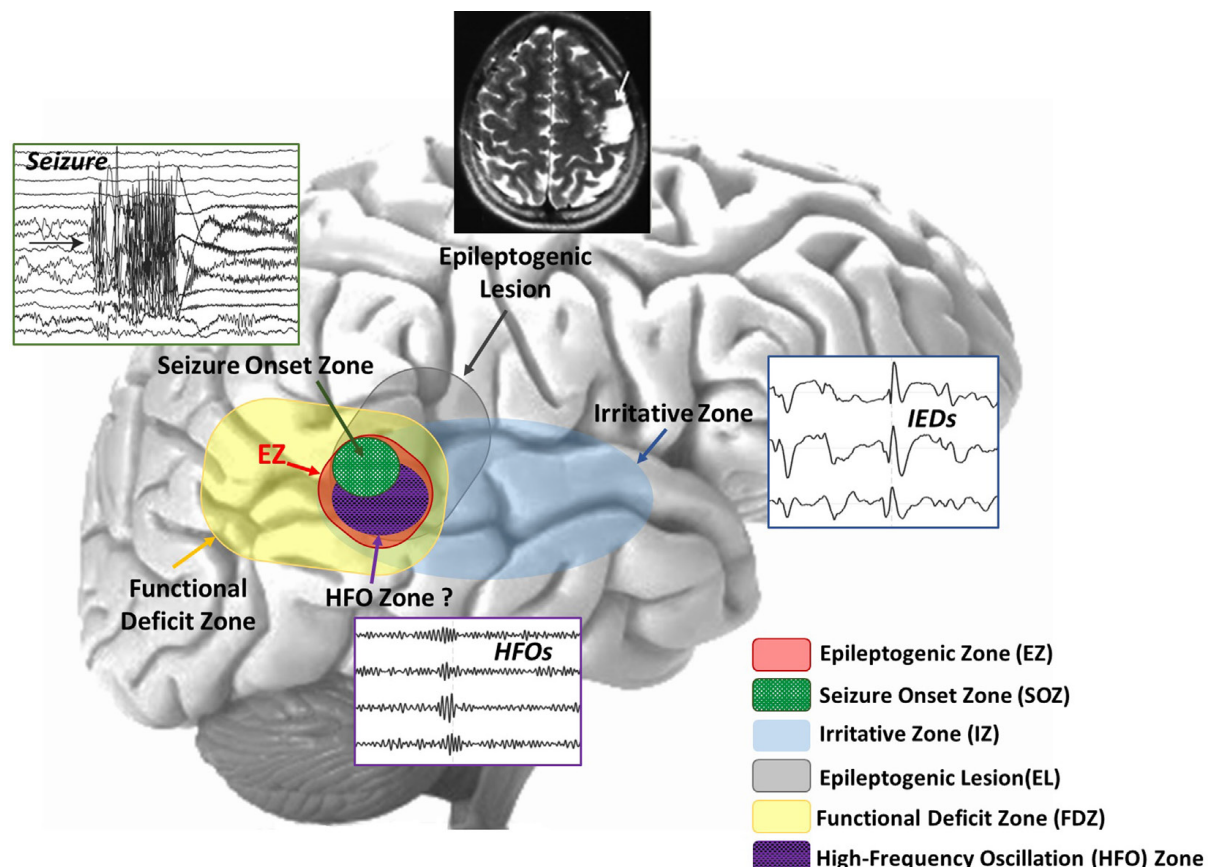 Seizure
Epileptogenic
Lesion
Seizure Onset Zone
Irritative Zone
IEDs
EZ
Functional
Deficit Zone
HFO Zone ?
HFOs
Epileptogenic Zone (EZ)
Seizure Onset Zone (SOZ)
Irritative Zone (IZ)
Epileptogenic Lesion(EL)
Functional Deficit Zone (FDZ)
High-Frequency Oscillation (HFO) Zone